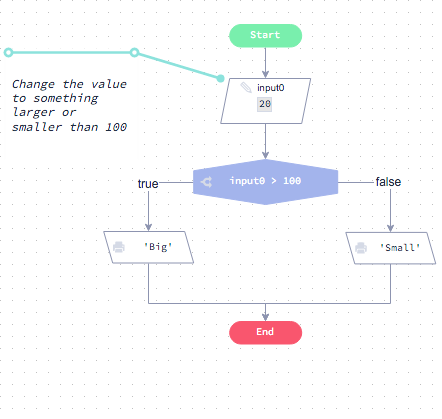 Start
Change the value
to something
larger or
smaller than 100
input0
20
input0 > 100
true
false
'Big'
'Small'
End